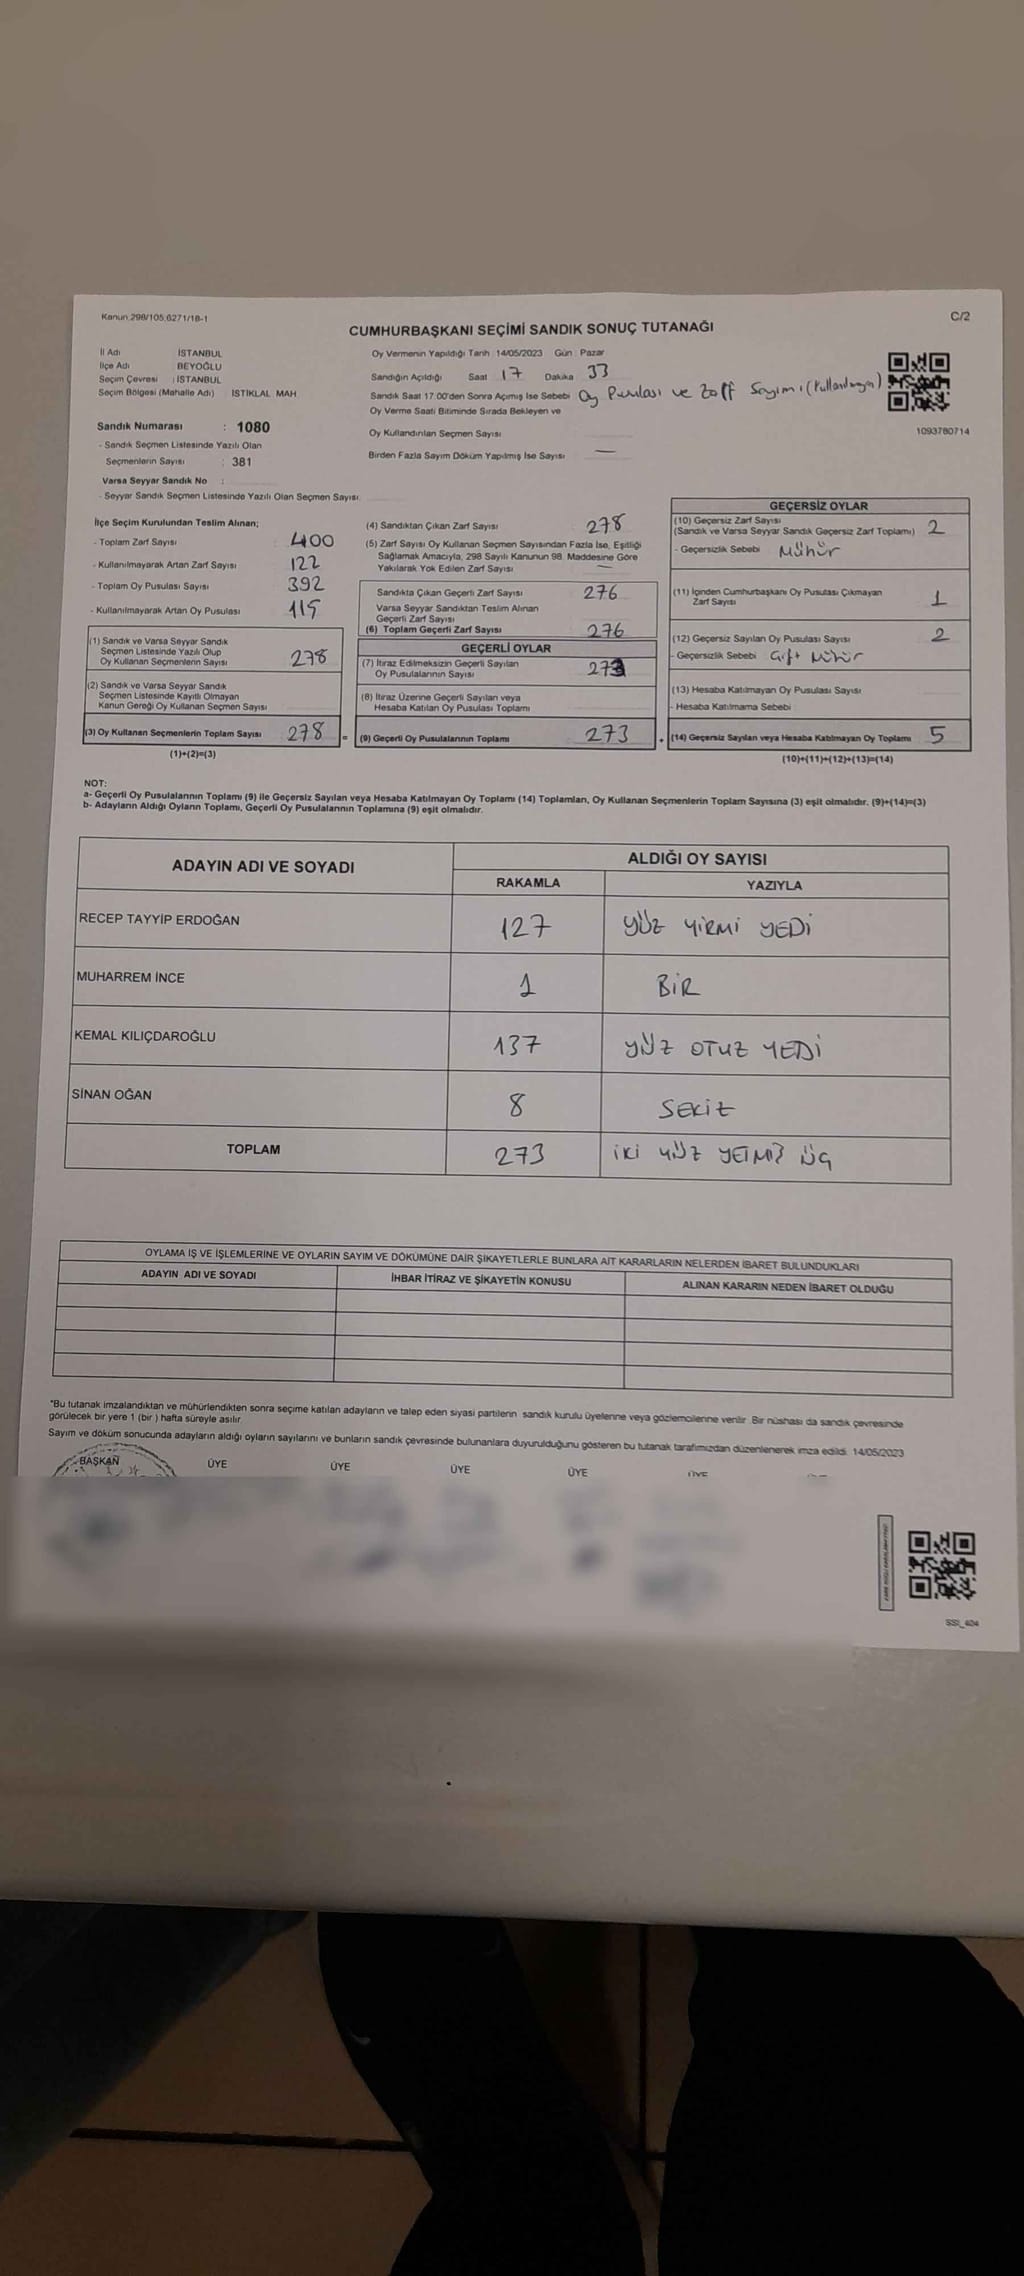 Kanun:298/105;6271/18-1
C/2
CUMHURBAŞKANI SEÇİMİ SANDIK SONUÇ TUTANAĞI
İl Adı İSTANBUL
İlçe Adı BEYOĞLU
Seçim Çevresi : İSTANBUL
Seçim Bölgesi (Mahalle Adı) İSTİKLAL MAH
Oy Vermenin Yapıldığı Tarih :14/05/2023 Gün : Pazar
Sandığın Açıldığı Saat 17 Dakika 33
Sandık Saat 17.00'den Sonra Açımış İse Sebebi Oy Pusulası ve Zarf Sayımı
Oy Verme Saati Bitiminde Sırada Bekleyen ve
Oy Kullandırılan Seçmen Sayısı
Birden Fazla Sayım Döküm Yapılmış İse Sayısı —
1093780714
Sandık Numarası : 1080
- Sandık Seçmen Listesinde Yazılı Olan
Seçmenlerin Sayısı : 381
Varsa Seyyar Sandık No :
- Seyyar Sandık Seçmen Listesinde Yazılı Olan Seçmen Sayısı:
İlçe Seçim Kurulundan Teslim Alınan;
- Toplam Zarf Sayısı : 400
- Kullanılmayarak Artan Zarf Sayısı : 122
- Toplam Oy Pusulası Sayısı : 392
- Kullanılmayarak Artan Oy Pusulası : 119
(1) Sandık ve Varsa Seyyar Sandık
Seçmen Listesinde Yazılı Olup
Oy Kullanan Seçmenlerin Sayısı 278
(2) Sandık ve Varsa Seyyar Sandık
Seçmen Listesinde Kayıtlı Olmayan
Kanun Gereği Oy Kullanan Seçmen Sayısı
(3) Oy Kullanan Seçmenlerin Toplam Sayısı 278 =
(1)+(2)=(3)
(4) Sandıktan Çıkan Zarf Sayısı 278
(5) Zarf Sayısı Oy Kullanan Seçmen Sayısından Fazla İse, Eşitliği
Sağlamak Amacıyla, 298 Sayılı Kanunun 98. Maddesine Göre
Yakılarak Yok Edilen Zarf Sayısı —
Sandıkta Çıkan Geçerli Zarf Sayısı 276
Varsa Seyyar Sandıktan Teslim Alınan
Geçerli Zarf Sayısı
(6) Toplam Geçerli Zarf Sayısı 276
GEÇERLİ OYLAR
(7) İtiraz Edilmeksizin Geçerli Sayılan
Oy Pusulalarının Sayısı 273
(8) İtiraz Üzerine Geçerli Sayılan veya
Hesaba Katılan Oy Pusulası Toplamı
(9) Geçerli Oy Pusulalarının Toplamı 273 +
GEÇERSİZ OYLAR
(10) Geçersiz Zarf Sayısı
(Sandık ve Varsa Seyyar Sandık Geçersiz Zarf Toplamı) 2
- Geçersizlik Sebebi Mühür
(11) İçinden Cumhurbaşkanı Oy Pusulası Çıkmayan
Zarf Sayısı 1
(12) Geçersiz Sayılan Oy Pusulası Sayısı 2
- Geçersizlik Sebebi Çift Mühür
(13) Hesaba Katılmayan Oy Pusulası Sayısı
- Hesaba Katılmama Sebebi
(14) Geçersiz Sayılan veya Hesaba Katılmayan Oy Toplamı 5
(10)+(11)+(12)+(13)=(14)
NOT:
a- Geçerli Oy Pusulalarının Toplamı (9) ile Geçersiz Sayılan veya Hesaba Katılmayan Oy Toplamı (14) Toplamları, Oy Kullanan Seçmenlerin Toplam Sayısına (3) eşit olmalıdır. (9)+(14)=(3)
b- Adayların Aldığı Oyların Toplamı, Geçerli Oy Pusulalarının Toplamına (9) eşit olmalıdır.
ADAYIN ADI VE SOYADI
ALDIĞI OY SAYISI
RAKAMLA YAZIYLA
RECEP TAYYİP ERDOĞAN 127 YÜZ YİRMİ YEDİ
MUHARREM İNCE 1 BİR
KEMAL KILIÇDAROĞLU 137 YÜZ OTUZ YEDİ
SİNAN OĞAN 8 SEKİZ
TOPLAM 273 İKİ YÜZ YETMİŞ ÜÇ
OYLAMA İŞ VE İŞLEMLERİNE VE OYLARIN SAYIM VE DÖKÜMÜNE DAİR ŞİKAYETLERLE BUNLARA AİT KARARLARIN NELERDEN İBARET BULUNDUKLARI
ADAYIN ADI VE SOYADI İHBAR İTİRAZ VE ŞİKAYETİN KONUSU ALINAN KARARIN NEDEN İBARET OLDUĞU
*Bu tutanak imzalandıktan ve mühürlendikten sonra seçime katılan adayların ve talep eden siyasi partilerin sandık kurulu üyelerine veya gözlemcilerine verilir. Bir nüshası da sandık çevresinde
görülecek bir yere 1 (bir ) hafta süreyle asılır.
Sayım ve döküm sonucunda adayların aldığı oyların sayılarını ve bunların sandık çevresinde bulunanlara duyurulduğunu gösteren bu tutanak tarafımızdan düzenlenerek imza edildi. 14/05/2023
BAŞKAN ÜYE ÜYE ÜYE ÜYE ÜYE
SSI_404